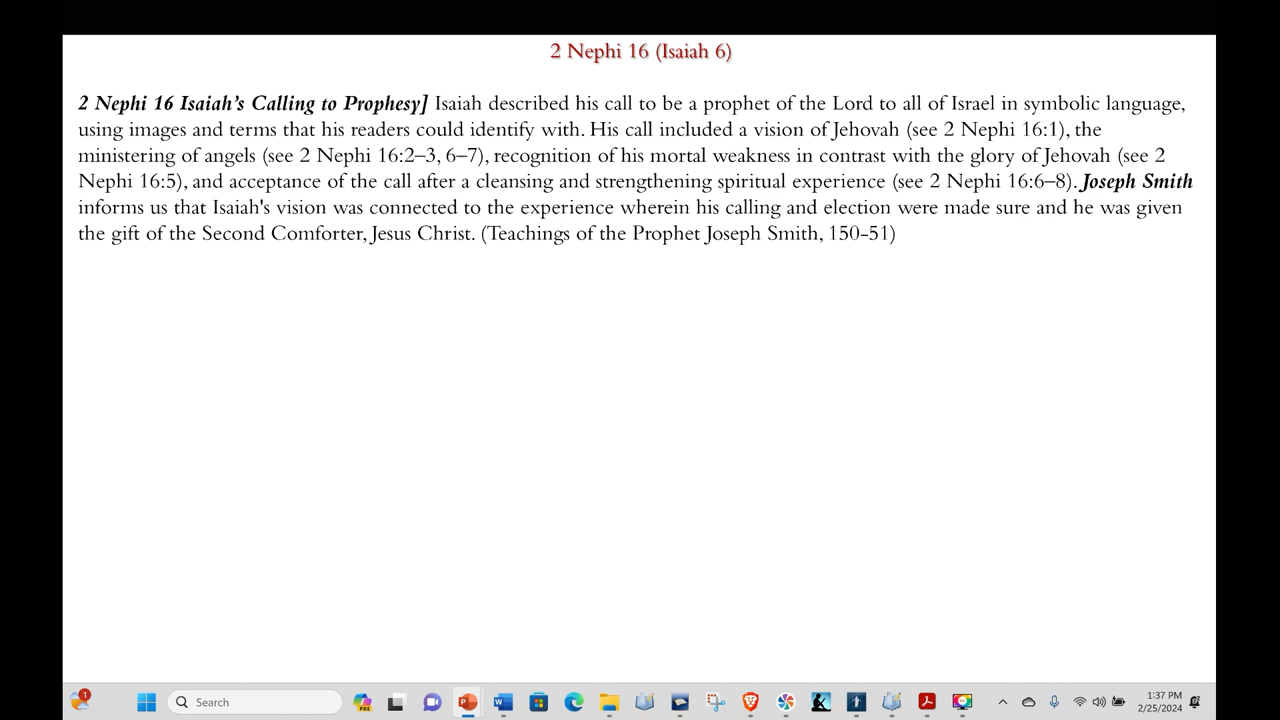 2 Nephi 16 (Isaiah 6)
2 Nephi 16 Isaiah’s Calling to Prophesy] Isaiah described his call to be a prophet of the Lord to all of Israel in symbolic language,
using images and terms that his readers could identify with. His call included a vision of Jehovah (see 2 Nephi 16:1), the
ministering of angels (see 2 Nephi 16:2–3, 6–7), recognition of his mortal weakness in contrast with the glory of Jehovah (see 2
Nephi 16:5), and acceptance of the call after a cleansing and strengthening spiritual experience (see 2 Nephi 16:6–8). Joseph Smith
informs us that Isaiah's vision was connected to the experience wherein his calling and election were made sure and he was given
the gift of the Second Comforter, Jesus Christ. (Teachings of the Prophet Joseph Smith, 150-51)
1
Search
PRE
1:37 PM
2/25/2024